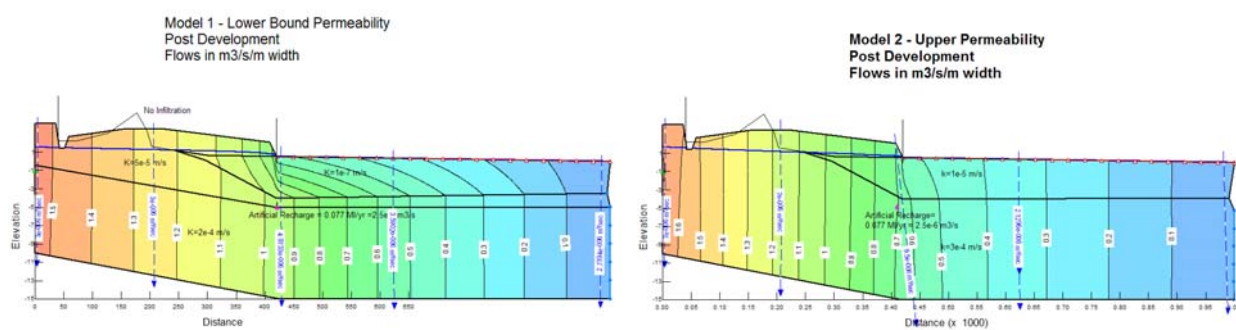 Model 1 - Lower Bound Permeability
Post Development
Flows in m3/s/m width
No Infiltration
K=5e-5 m/s
K=1e-7 m/s
Artificial Recharge = 0.077 Ml/yr =2.5e m3/s
K=2e-4 m/s
1.5
1.4
1.3
1.2
1.1
1
0.9
0.8
0.7
0.6
0.5
0.4
0.3
0.2
0.1
Elevation
0 50 100 150 200 250 300 350 400 450 500 550 600 650
Distance
Model 2 - Upper Permeability
Post Development
Flows in m3/s/m width
k=1e-5 m/s
Artificial Recharge=
0.077 Ml/yr =2.5e-6 m3/s
k=3e-4 m/s
1.6
1.5
1.4
1.3
1.2
1.1
1
0.9
0.8
0.7
0.6
0.5
0.4
0.3
0.2
0.1
Elevation
0.00 0.05 0.10 0.15 0.20 0.25 0.30 0.35 0.40 0.45 0.50 0.55 0.60 0.65 0.70 0.75 0.80 0.85 0.90 0.95
Distance (x 1000)